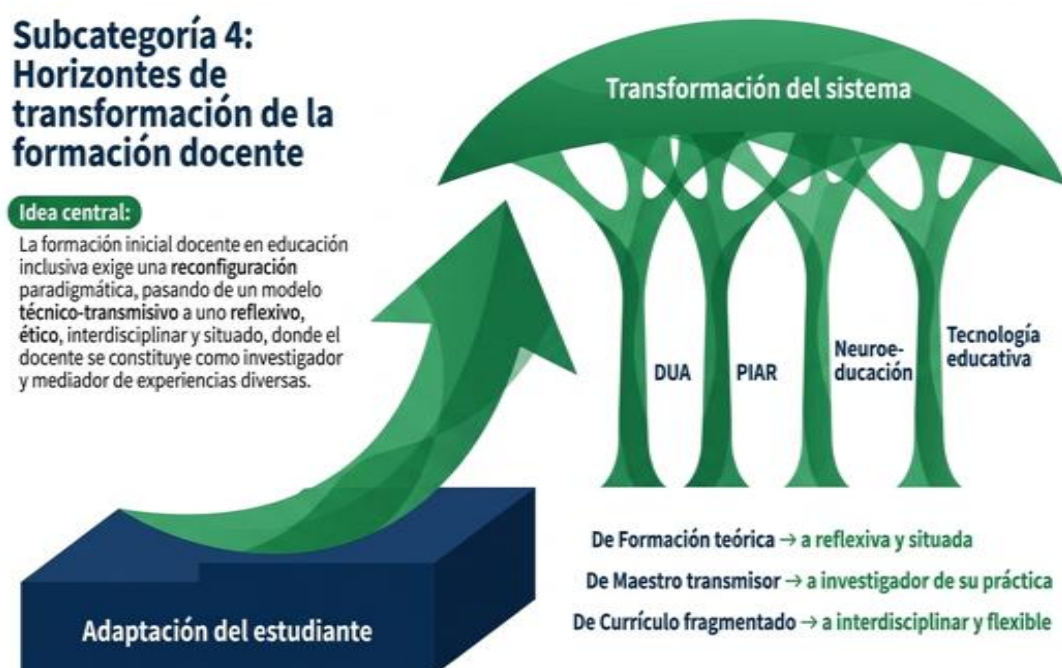 Subcategoría 4:
Horizontes de
transformación de la
formación docente
Idea central:
La formación inicial docente en educación
inclusiva exige una reconfiguración
paradigmática, pasando de un modelo
técnico-transmisivo a uno reflexivo,
ético, interdisciplinar y situado, donde el
docente se constituye como investigador
y mediador de experiencias diversas.
Adaptación del estudiante
Transformación del sistema
DUA
PIAR
Neuroe-
ducación
Tecnología
educativa
De Formación teórica → a reflexiva y situada
De Maestro transmisor → a investigador de su práctica
De Currículo fragmentado → a interdisciplinar y flexible